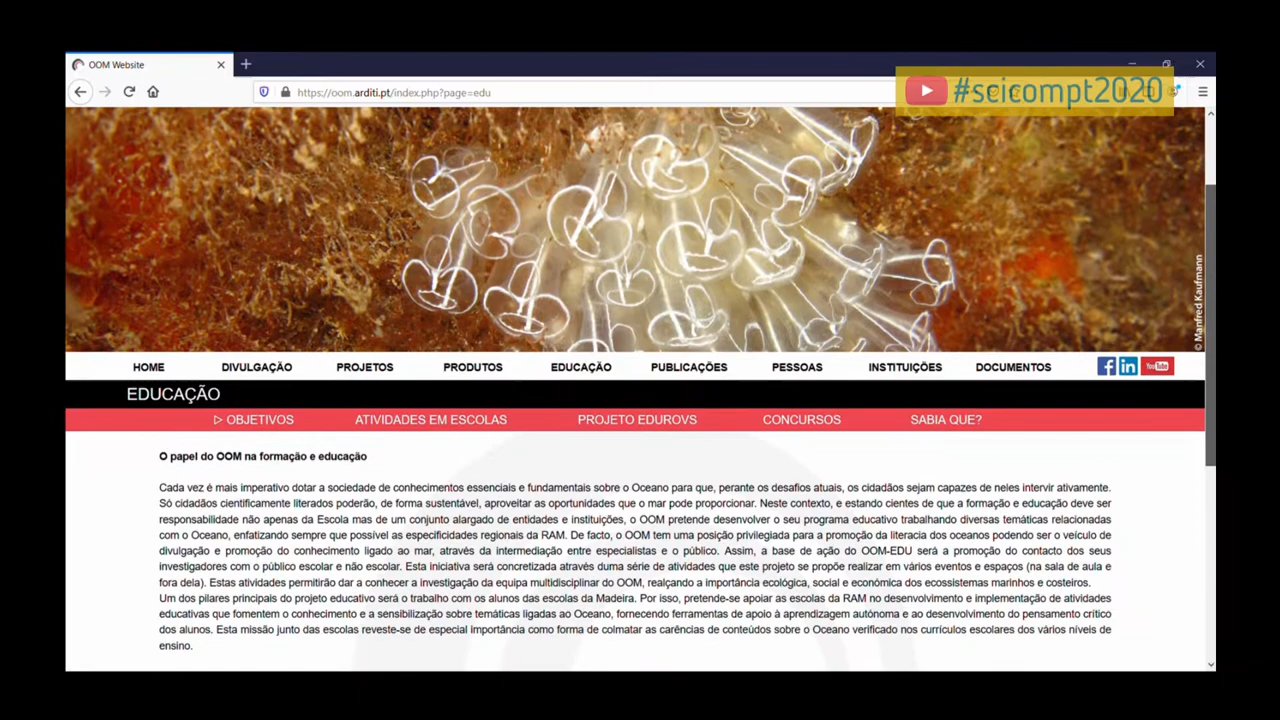 OOM Website
https://oom.arditi.pt/index.php?page=edu
#scicompt2020
© Manfred Kaufmann
HOME DIVULGAÇÃO PROJETOS PRODUTOS EDUCAÇÃO PUBLICAÇÕES PESSOAS INSTITUIÇÕES DOCUMENTOS
f in YouTube
EDUCAÇÃO
▷ OBJETIVOS ATIVIDADES EM ESCOLAS PROJETO EDUROVS CONCURSOS SABIA QUE?
O papel do OOM na formação e educação
Cada vez é mais imperativo dotar a sociedade de conhecimentos essenciais e fundamentais sobre o Oceano para que, perante os desafios atuais, os cidadãos sejam capazes de neles intervir ativamente.
Só cidadãos cientificamente literados poderão, de forma sustentável, aproveitar as oportunidades que o mar pode proporcionar. Neste contexto, e estando cientes de que a formação e educação deve ser
responsabilidade não apenas da Escola mas de um conjunto alargado de entidades e instituições, o OOM pretende desenvolver o seu programa educativo trabalhando diversas temáticas relacionadas
com o Oceano, enfatizando sempre que possível as especificidades regionais da RAM. De facto, o OOM tem uma posição privilegiada para a promoção da literacia dos oceanos podendo ser o veículo de
divulgação e promoção do conhecimento ligado ao mar, através da intermediação entre especialistas e o público. Assim, a base de ação do OOM-EDU será a promoção do contacto dos seus
investigadores com o público escolar e não escolar. Esta iniciativa será concretizada através duma série de atividades que este projeto se propõe realizar em vários eventos e espaços (na sala de aula e
fora dela). Estas atividades permitirão dar a conhecer a investigação da equipa multidisciplinar do OOM, realçando a importância ecológica, social e económica dos ecossistemas marinhos e costeiros.
Um dos pilares principais do projeto educativo será o trabalho com os alunos das escolas da Madeira. Por isso, pretende-se apoiar as escolas da RAM no desenvolvimento e implementação de atividades
educativas que fomentem o conhecimento e a sensibilização sobre temáticas ligadas ao Oceano, fornecendo ferramentas de apoio à aprendizagem autónoma e ao desenvolvimento do pensamento crítico
dos alunos. Esta missão junto das escolas reveste-se de especial importância como forma de colmatar as carências de conteúdos sobre o Oceano verificado nos currículos escolares dos vários níveis de
ensino.